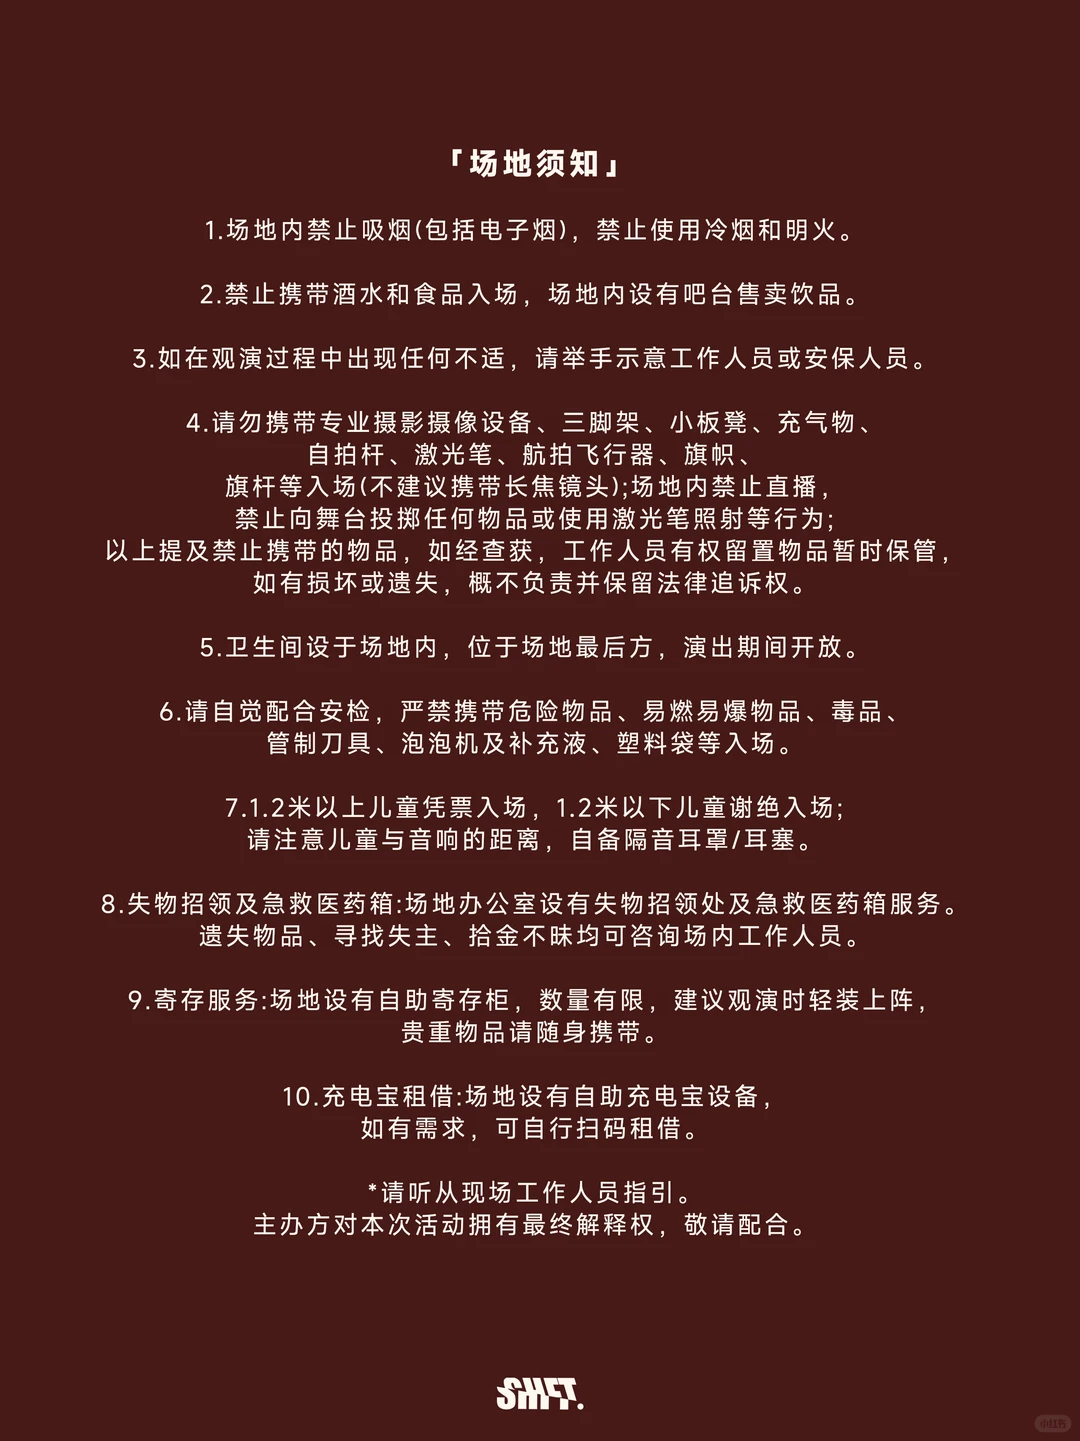 「场地须知」
1.场地内禁止吸烟(包括电子烟)，禁止使用冷烟和明火。
2.禁止携带酒水和食品入场，场地内设有吧台售卖饮品。
3.如在观演过程中出现任何不适，请举手示意工作人员或安保人员。
4.请勿携带专业摄影摄像设备、三脚架、小板凳、充气物、
自拍杆、激光笔、航拍飞行器、旗帜、
旗杆等入场(不建议携带长焦镜头);场地内禁止直播，
禁止向舞台投掷任何物品或使用激光笔照射等行为;
以上提及禁止携带的物品，如经查获，工作人员有权留置物品暂时保管，
如有损坏或遗失，概不负责并保留法律追诉权。
5.卫生间设于场地内，位于场地最后方，演出期间开放。
6.请自觉配合安检，严禁携带危险物品、易燃易爆物品、毒品、
管制刀具、泡泡机及补充液、塑料袋等入场。
7.1.2米以上儿童凭票入场，1.2米以下儿童谢绝入场;
请注意儿童与音响的距离，自备隔音耳罩/耳塞。
8.失物招领及急救医药箱:场地办公室设有失物招领处及急救医药箱服务。
遗失物品、寻找失主、拾金不昧均可咨询场内工作人员。
9.寄存服务:场地设有自助寄存柜，数量有限，建议观演时轻装上阵，
贵重物品请随身携带。
10.充电宝租借:场地设有自助充电宝设备，
如有需求，可自行扫码租借。
*请听从现场工作人员指引。
主办方对本次活动拥有最终解释权，敬请配合。
SHFT.
小红书